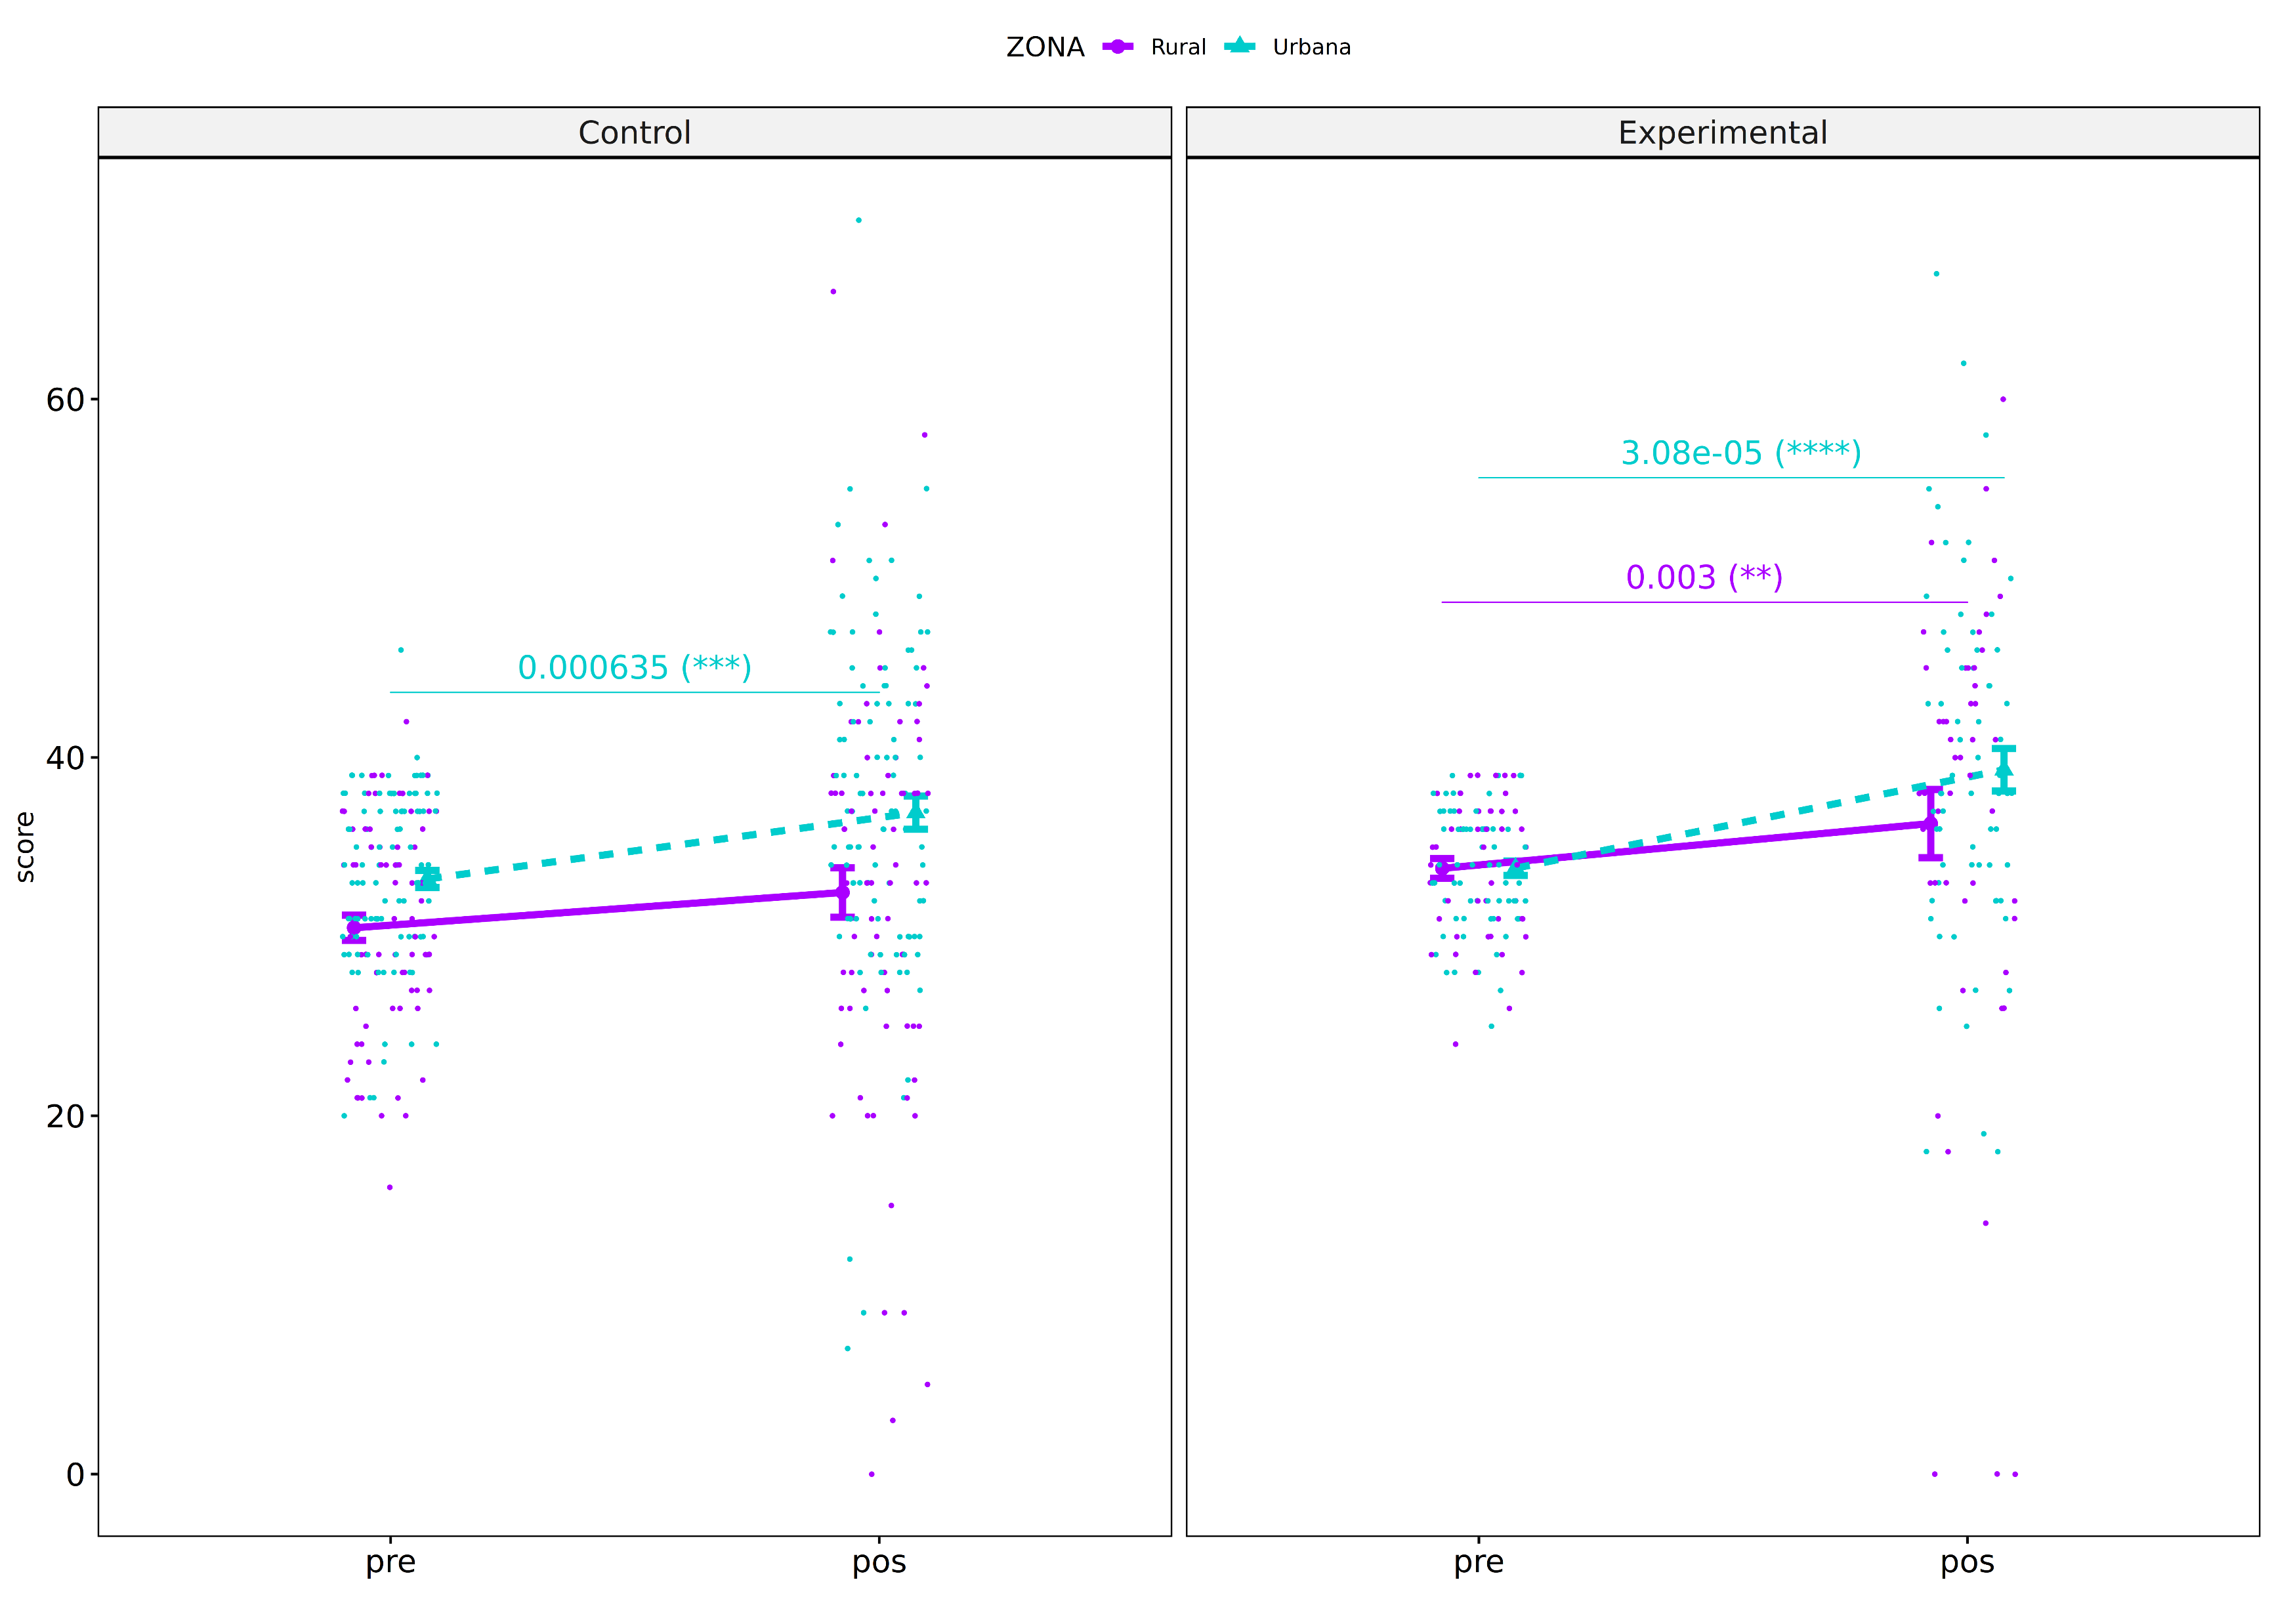 ZONA Rural Urbana
Control Experimental
60
40
20
0
score
0.000635 (***)
3.08e-05 (****)
0.003 (**)
pre pos pre pos